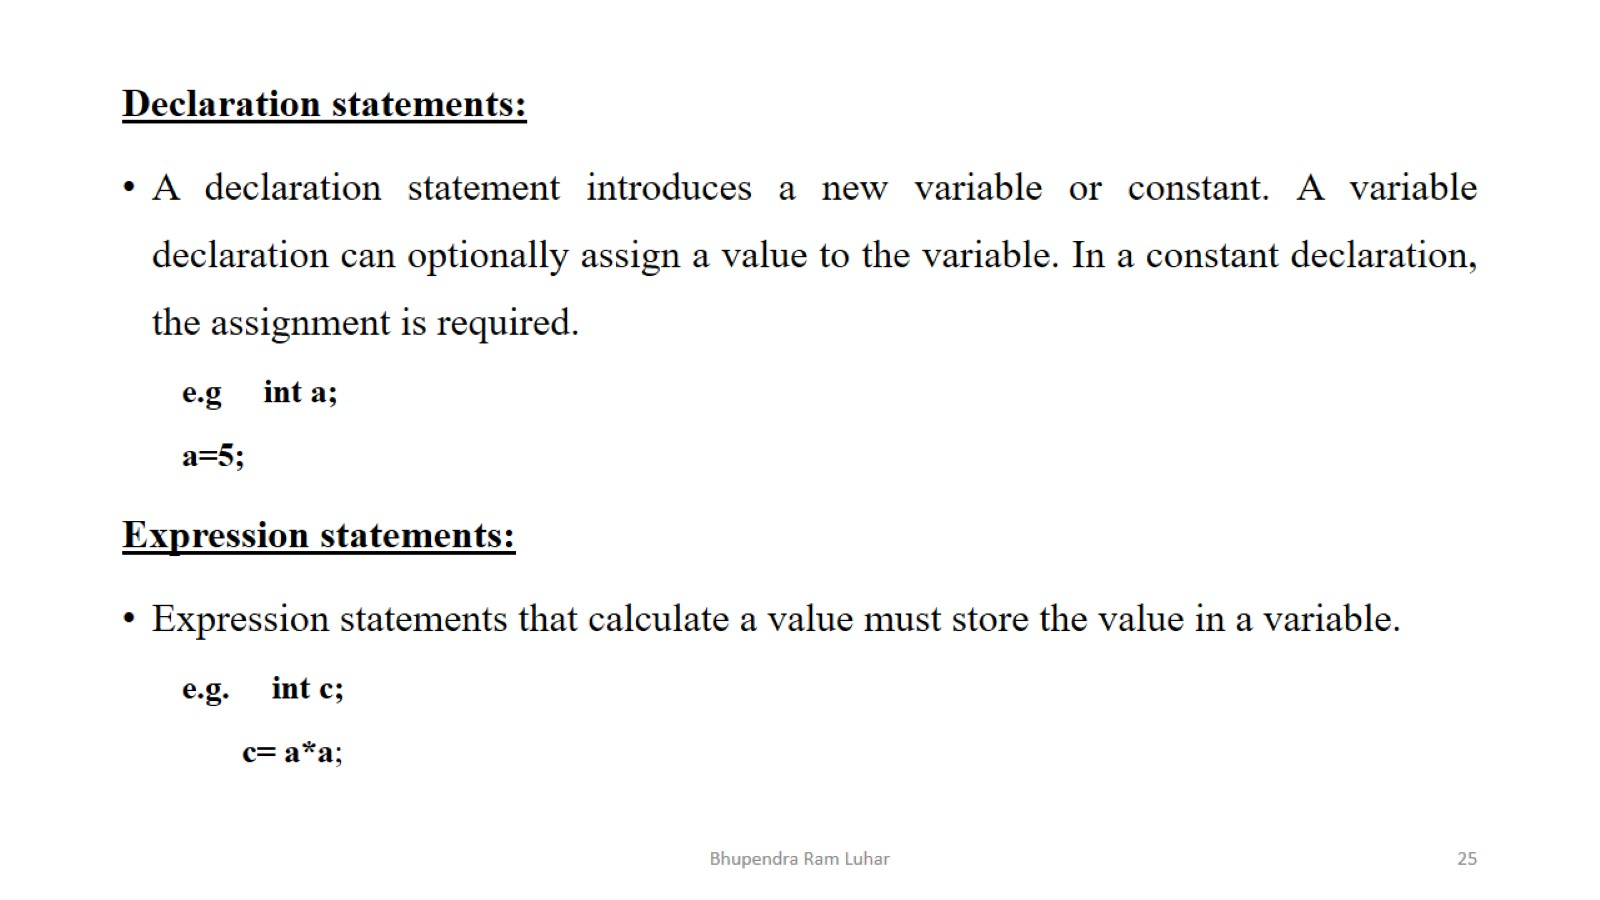 Declaration statements:
• A declaration statement introduces a new variable or constant. A variable
declaration can optionally assign a value to the variable. In a constant declaration,
the assignment is required.
e.g int a;
a=5;
Expression statements:
• Expression statements that calculate a value must store the value in a variable.
e.g. int c;
c= a*a;
Bhupendra Ram Luhar 25